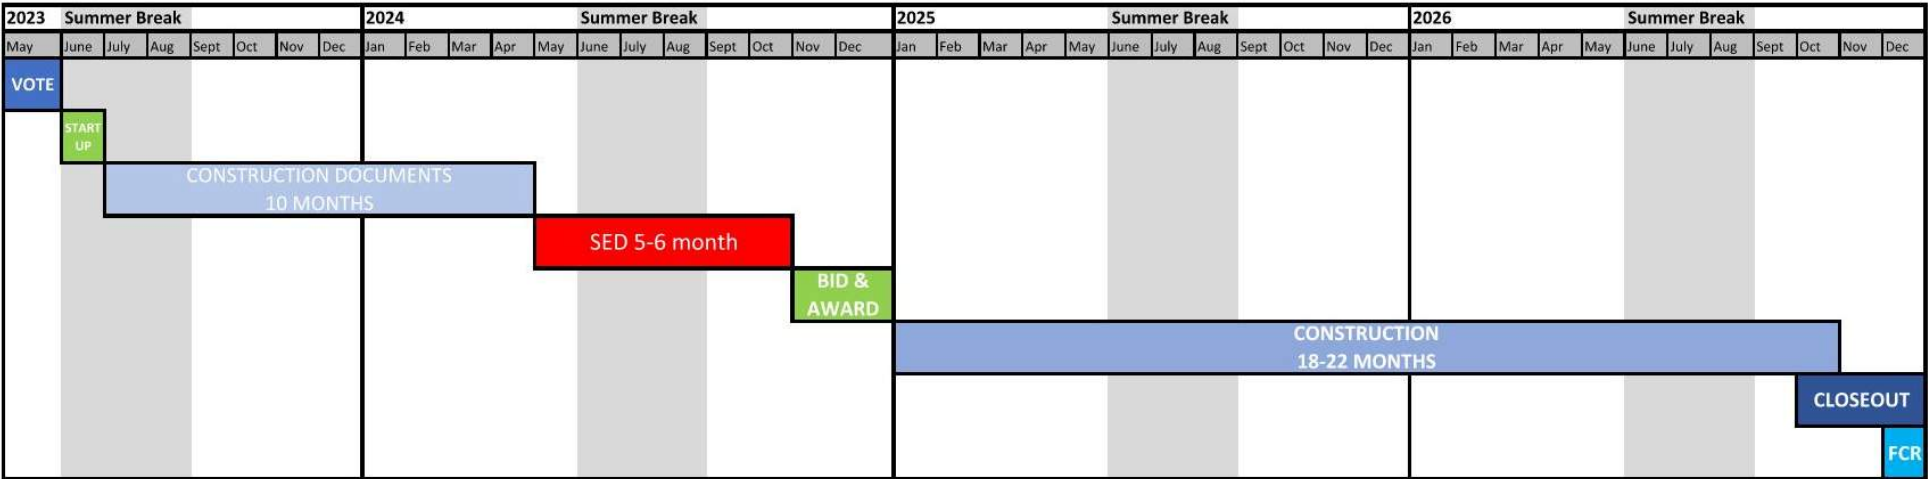 2023 Summer Break 2024 Summer Break 2025 Summer Break 2026 Summer Break
May June July Aug Sept Oct Nov Dec Jan Feb Mar Apr May June July Aug Sept Oct Nov Dec Jan Feb Mar Apr May June July Aug Sept Oct Nov Dec Jan Feb Mar Apr May June July Aug Sept Oct Nov Dec
VOTE
START
UP
CONSTRUCTION DOCUMENTS
10 MONTHS
SED 5-6 month
BID &
AWARD
CONSTRUCTION
18-22 MONTHS
CLOSEOUT
FCR